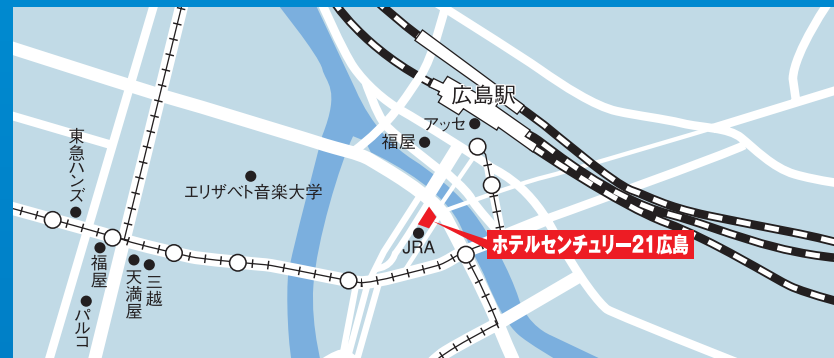 広島駅
アッセ
福屋
東急ハンズ
エリザベト音楽大学
JRA
ホテルセンチュリー21広島
福屋
天満屋
三越
パルコ